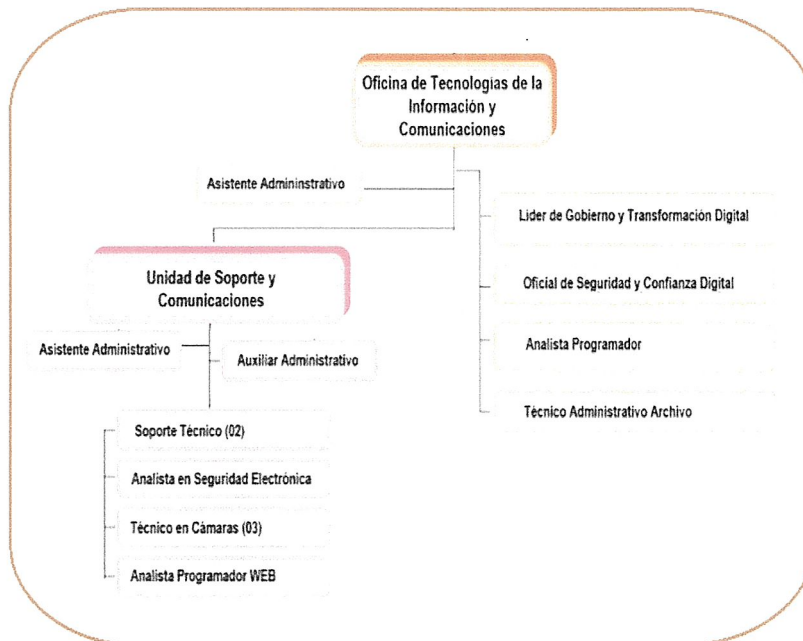 Oficina de Tecnologías de la
Información y
Comunicaciones
Asistente Admininstrativo
Lider de Gobierno y Transformación Digital
Unidad de Soporte y
Comunicaciones
Oficial de Seguridad y Confianza Digital
Asistente Administrativo
Auxiliar Administrativo
Analista Programador
Técnico Administrativo Archivo
Soporte Técnico (02)
Analista en Seguridad Electrónica
Técnico en Cámaras (03)
Analista Programador WEB